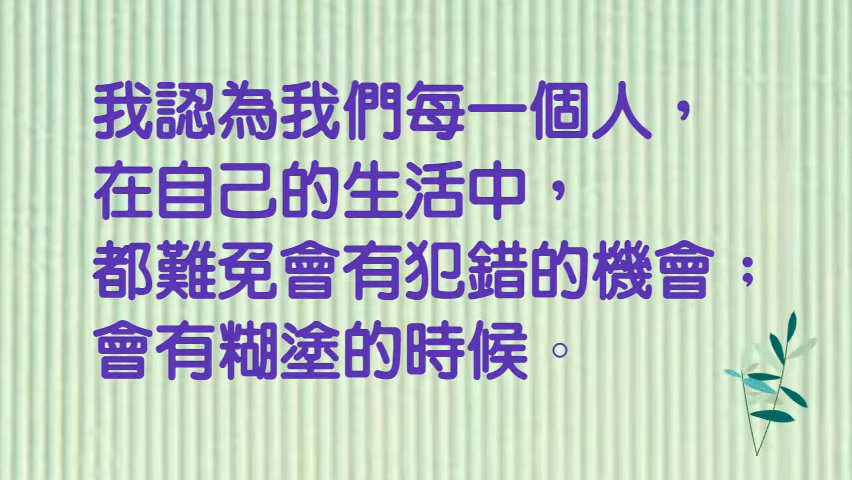 我認為我們每一個人，
在自己的生活中，
都難免會有犯錯的機會；
會有糊塗的時候。